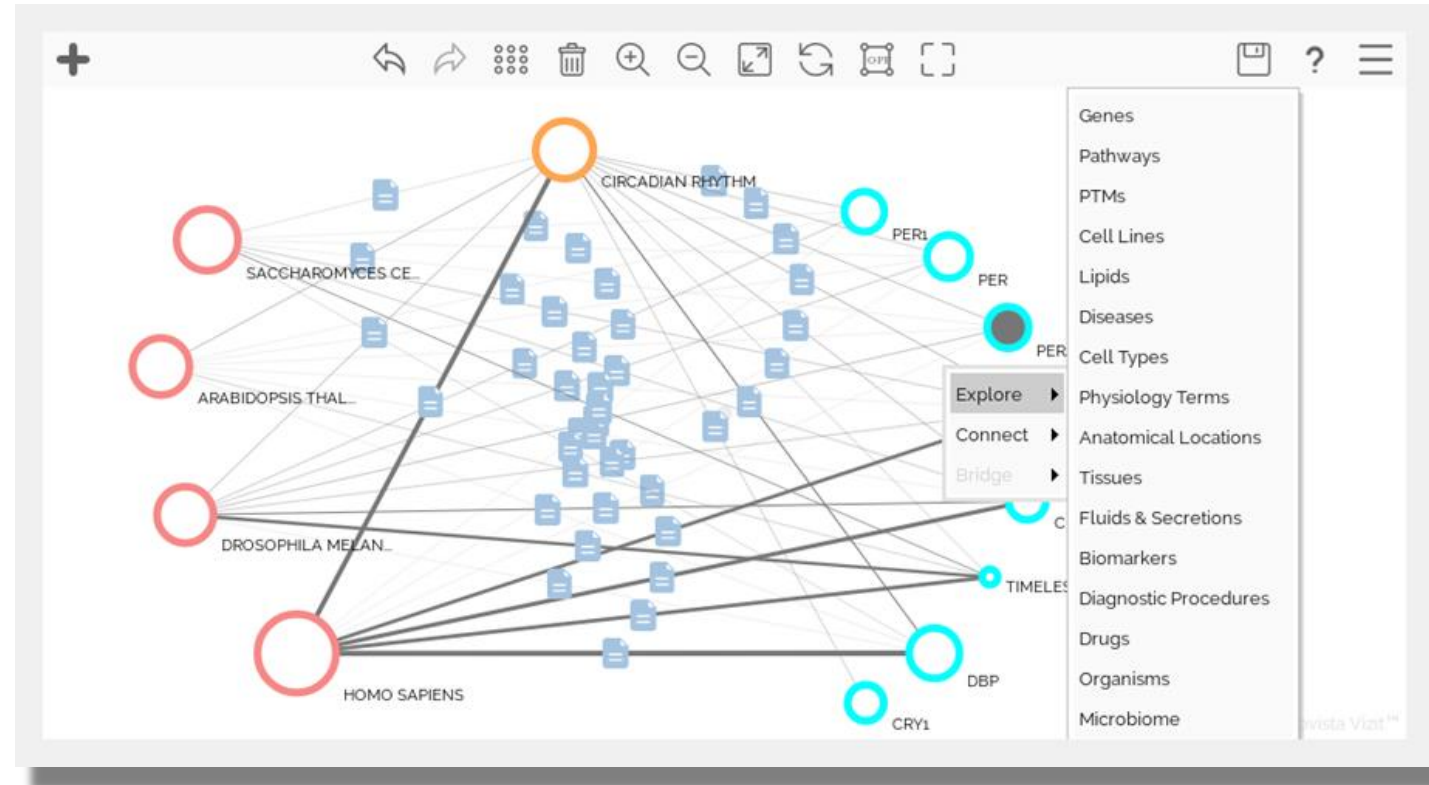 OFF
?
CIRCADIAN RHYTHM
SACCHAROMYCES CE...
ARABIDOPSIS THAL...
DROSOPHILA MELAN...
HOMO SAPIENS
PER1
PER
PER
C
TIMELES
DBP
CRY1
Explore
Connect
Bridge
Genes
Pathways
PTMs
Cell Lines
Lipids
Diseases
Cell Types
Physiology Terms
Anatomical Locations
Tissues
Fluids & Secretions
Biomarkers
Diagnostic Procedures
Drugs
Organisms
Microbiome
Vizit™